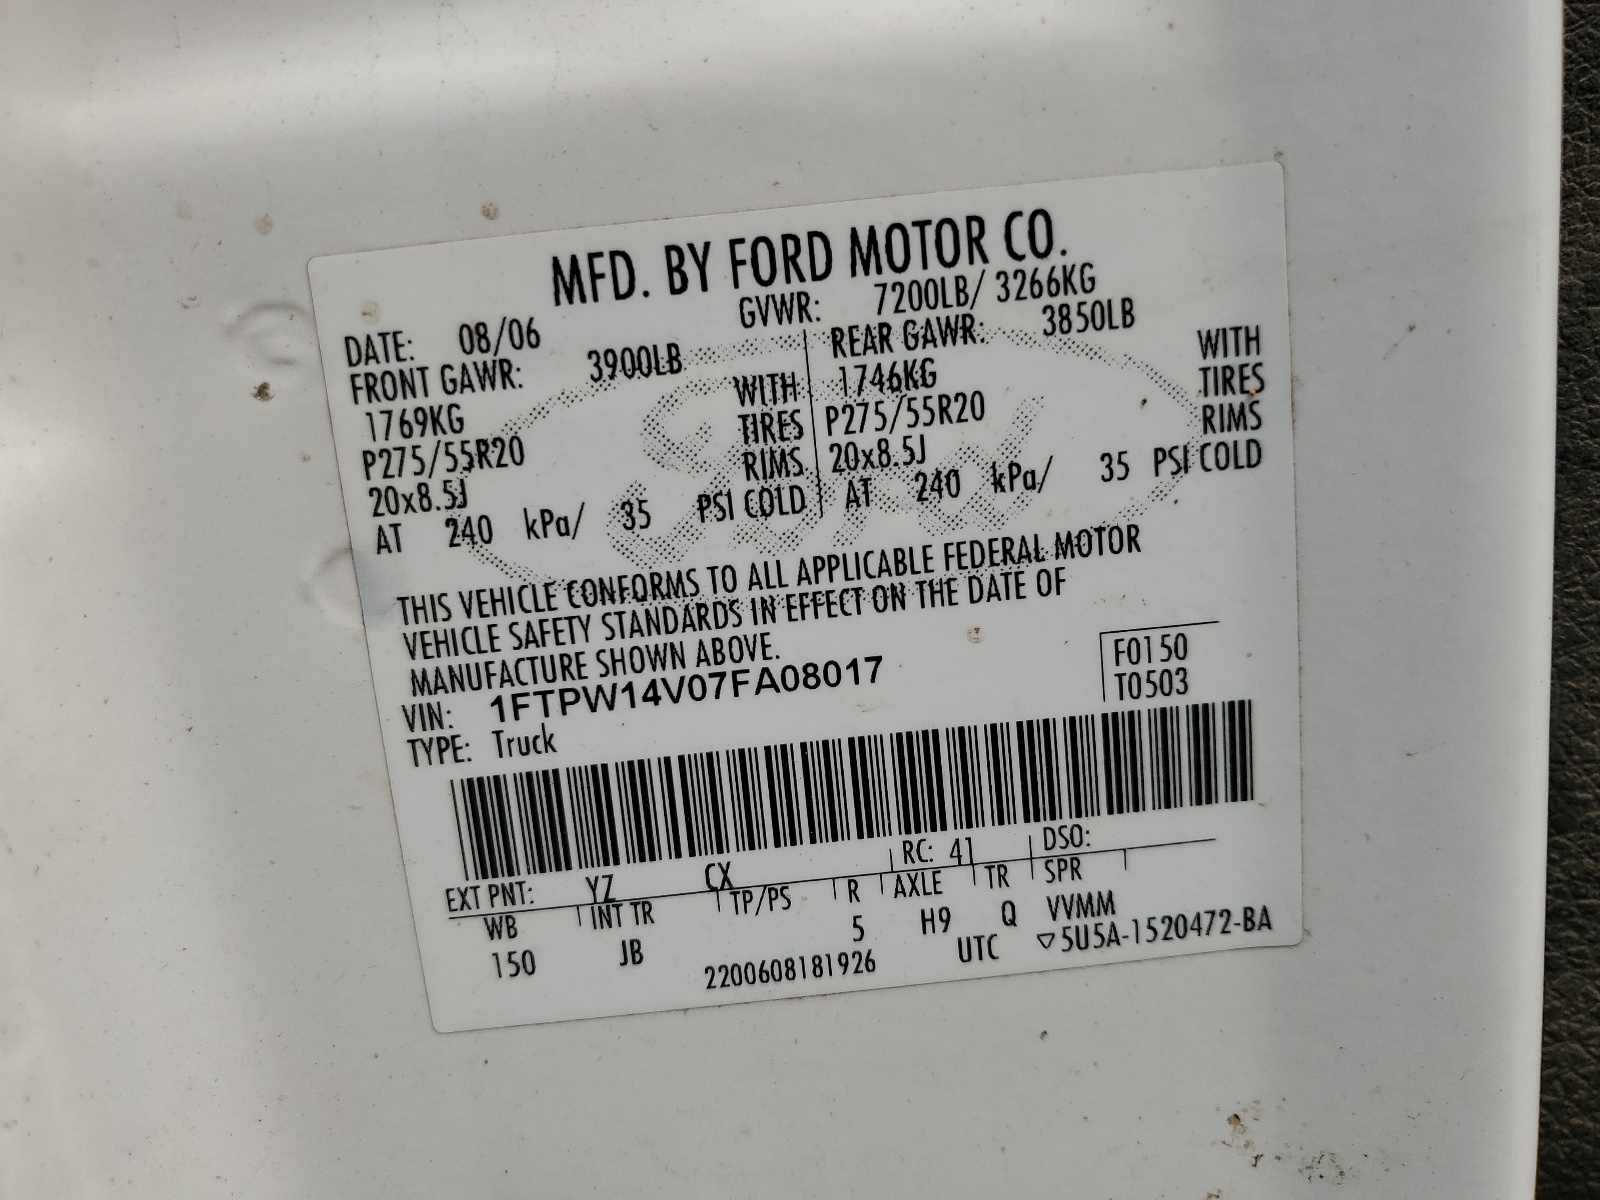 MFD. BY FORD MOTOR CO.
DATE: 08/06 GVWR: 7200LB/ 3266KG
FRONT GAWR: 3900LB REAR GAWR: 3850LB
1769KG WITH 1746KG WITH
P275/55R20 TIRES P275/55R20 TIRES
20x8.5J RIMS 20x8.5J RIMS
AT 240 kPa/ 35 PSI COLD AT 240 kPa/ 35 PSI COLD
THIS VEHICLE CONFORMS TO ALL APPLICABLE FEDERAL MOTOR
VEHICLE SAFETY STANDARDS IN EFFECT ON THE DATE OF
MANUFACTURE SHOWN ABOVE.
VIN: 1FTPW14V07FA08017 F0150
TYPE: Truck T0503
EXT PNT: YZ CX RC: 41 DSO:
WB INT TR TP/PS R AXLE TR SPR
150 JB 5 H9 Q VVMM
2200608181926 UTC ▽5U5A-1520472-BA
Ford